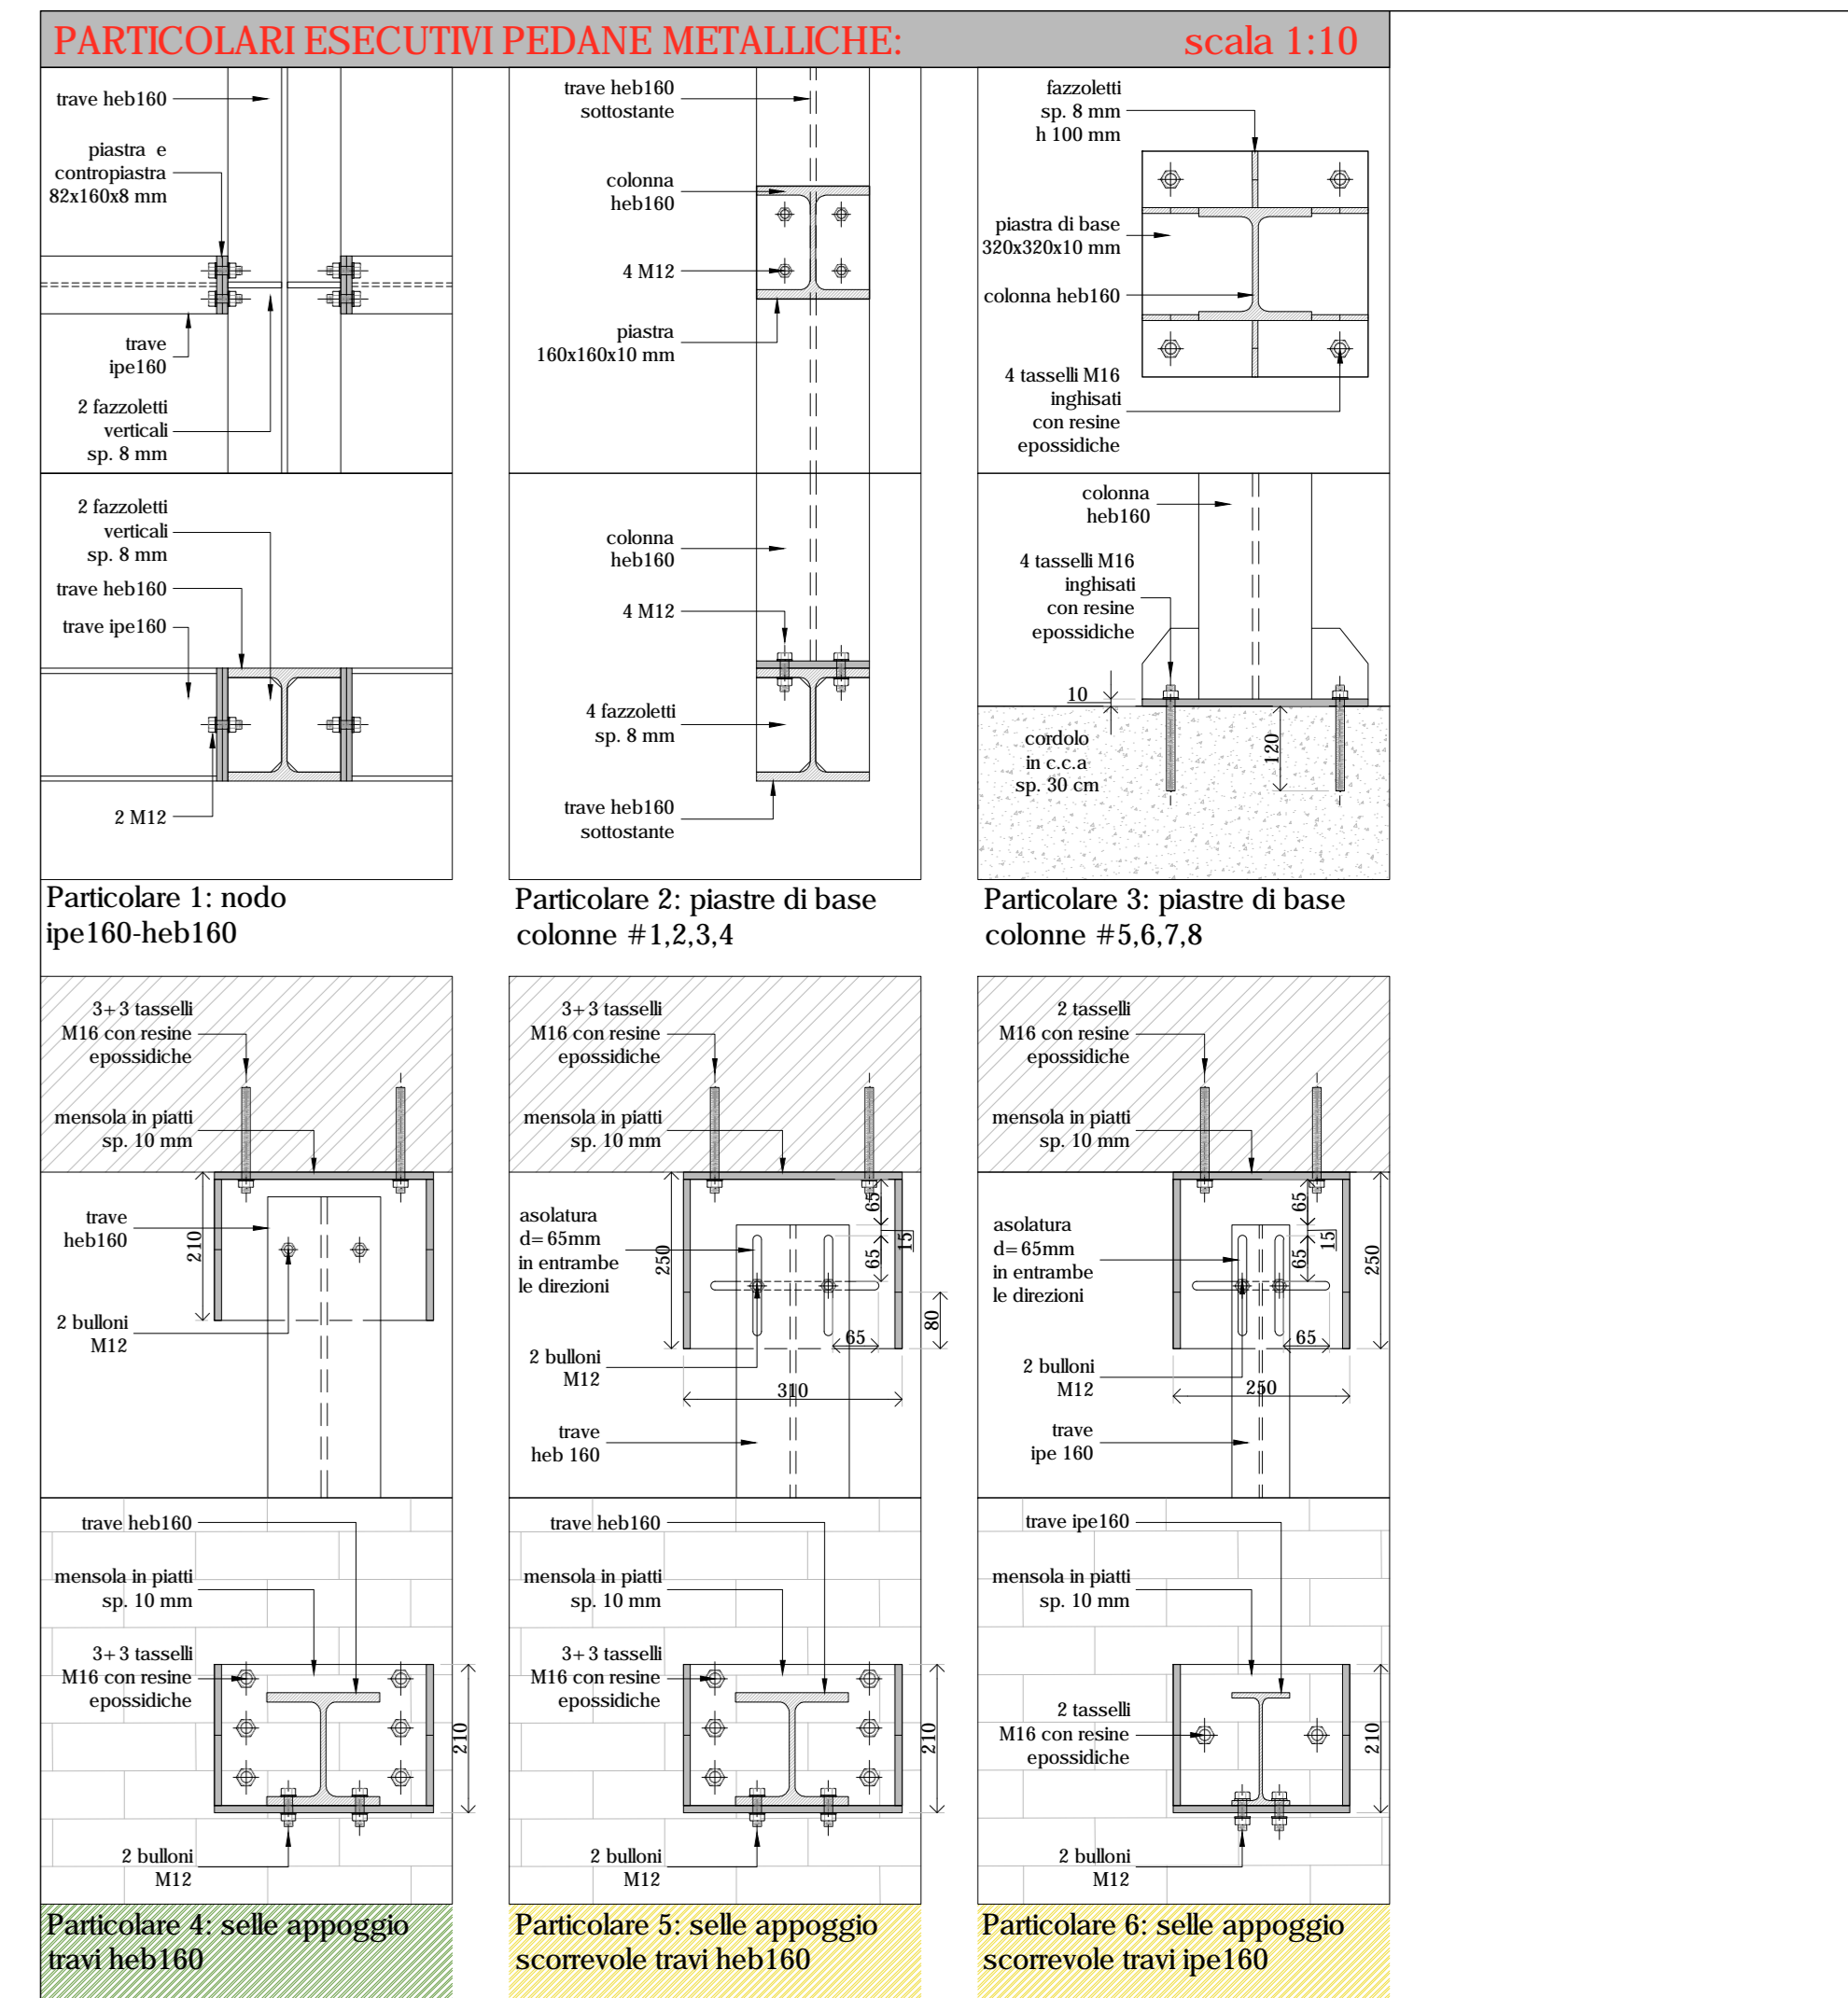 PARTICOLARI ESECUTIVI PEDANE METALLICHE: scala 1:10
trave heb160
piastra e
contropiastra
82x160x8 mm
trave
ipe160
2 fazzoletti
verticali
sp. 8 mm
2 fazzoletti
verticali
sp. 8 mm
trave heb160
trave ipe160
2 M12
Particolare 1: nodo
ipe160-heb160
trave heb160
sottostante
colonna
heb160
4 M12
piastra
160x160x10 mm
colonna
heb160
4 M12
4 fazzoletti
sp. 8 mm
trave heb160
sottostante
Particolare 2: piastre di base
colonne #1,2,3,4
fazzoletti
sp. 8 mm
h 100 mm
piastra di base
320x320x10 mm
colonna heb160
4 tasselli M16
inghisati
con resine
epossidiche
colonna
heb160
4 tasselli M16
inghisati
con resine
epossidiche
10
120
cordolo
in c.c.a
sp. 30 cm
Particolare 3: piastre di base
colonne #5,6,7,8
3+3 tasselli
M16 con resine
epossidiche
mensola in piatti
sp. 10 mm
trave
heb160
210
2 bulloni
M12
trave heb160
mensola in piatti
sp. 10 mm
3+3 tasselli
M16 con resine
epossidiche
210
2 bulloni
M12
Particolare 4: selle appoggio
travi heb160
3+3 tasselli
M16 con resine
epossidiche
mensola in piatti
sp. 10 mm
asolatura
d=65mm
in entrambe
le direzioni
250
65
15
65
80
65
310
2 bulloni
M12
trave
heb 160
trave heb160
mensola in piatti
sp. 10 mm
3+3 tasselli
M16 con resine
epossidiche
210
2 bulloni
M12
Particolare 5: selle appoggio
scorrevole travi heb160
2 tasselli
M16 con resine
epossidiche
mensola in piatti
sp. 10 mm
asolatura
d=65mm
in entrambe
le direzioni
65
15
65
250
65
250
2 bulloni
M12
trave
ipe 160
trave ipe160
mensola in piatti
sp. 10 mm
2 tasselli
M16 con resine
epossidiche
210
2 bulloni
M12
Particolare 6: selle appoggio
scorrevole travi ipe160